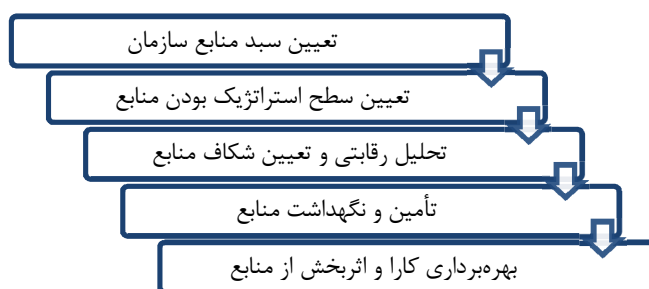 تعیین سبد منابع سازمان
تعیین سطح استراتژیک بودن منابع
تحلیل رقابتی و تعیین شکاف منابع
تأمین و نگهداشت منابع
بهره‌برداری کارا و اثربخش از منابع